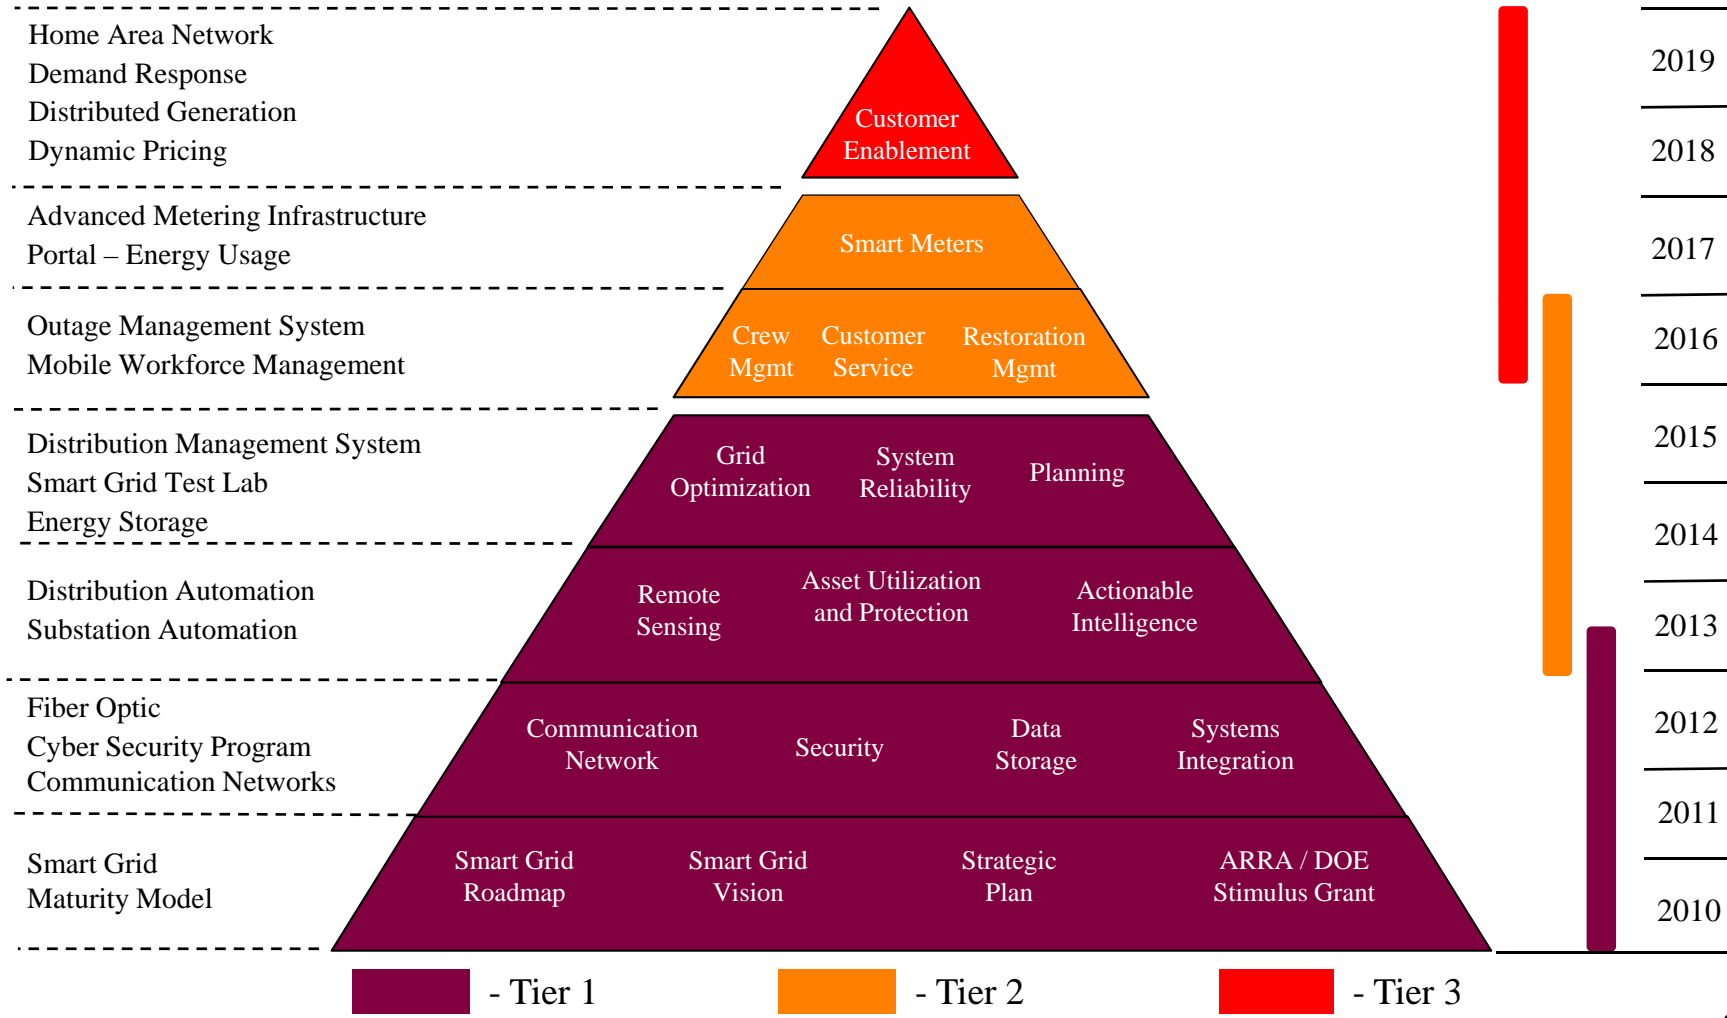 Home Area Network
Demand Response
Distributed Generation
Dynamic Pricing
Advanced Metering Infrastructure
Portal – Energy Usage
Outage Management System
Mobile Workforce Management
Distribution Management System
Smart Grid Test Lab
Energy Storage
Distribution Automation
Substation Automation
Fiber Optic
Cyber Security Program
Communication Networks
Smart Grid
Maturity Model
Customer
Enablement
Smart Meters
Crew
Mgmt
Customer
Service
Restoration
Mgmt
Grid
Optimization
System
Reliability
Planning
Remote
Sensing
Asset Utilization
and Protection
Actionable
Intelligence
Communication
Network
Security
Data
Storage
Systems
Integration
Smart Grid
Roadmap
Smart Grid
Vision
Strategic
Plan
ARRA / DOE
Stimulus Grant
2019
2018
2017
2016
2015
2014
2013
2012
2011
2010
- Tier 1
- Tier 2
- Tier 3